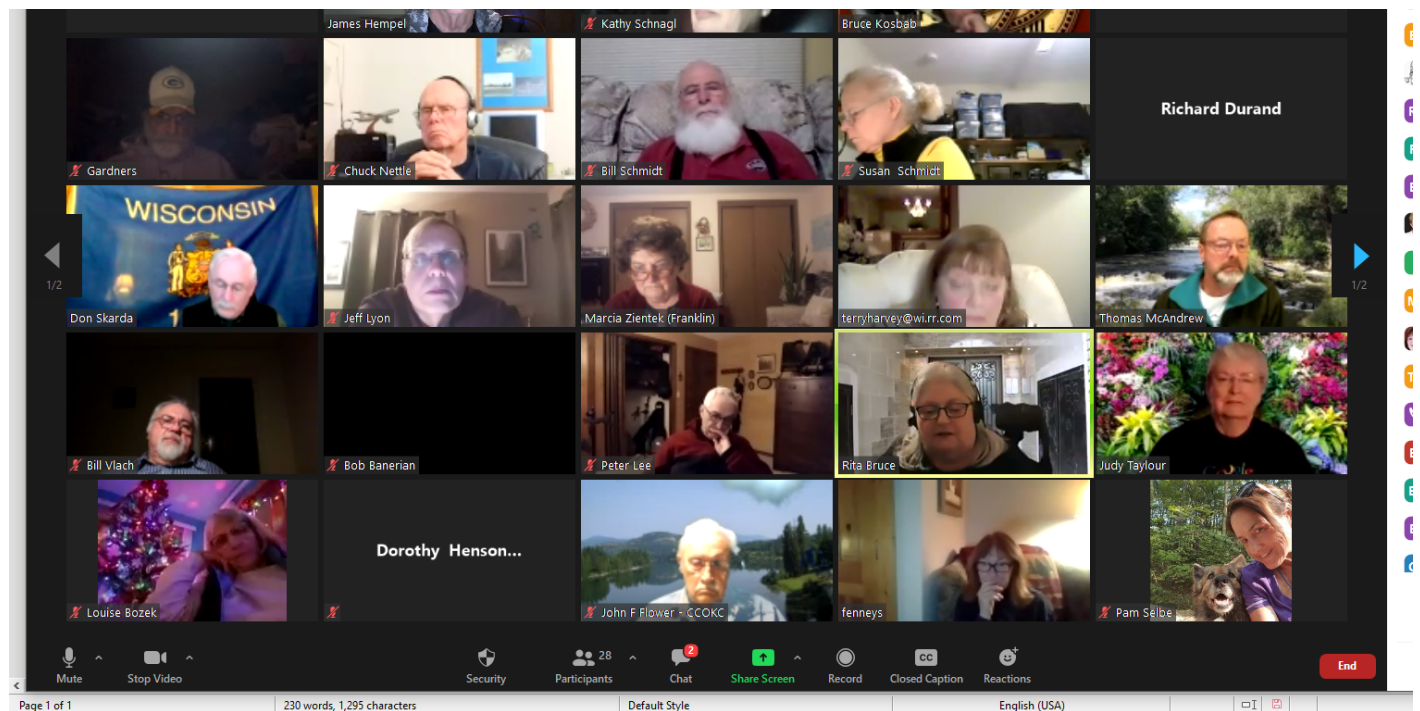 James Hempel
Kathy Schnagl
Bruce Kosbab
Gardners
Chuck Nettle
Bill Schmidt
Susan Schmidt
Richard Durand
WISCONSIN
1/2
1/2
Don Skarda
Jeff Lyon
Marcia Zientek (Franklin)
terryharvey@wi.rr.com
Thomas McAndrew
Bill Vlach
Bob Banerian
Peter Lee
Rita Bruce
Judy Taylour
Dorothy Henson...
Louise Bozek
John F Flower - CCOKC
fenneys
Pam Selbe
28
2
CC
Mute
Stop Video
Security
Participants
Chat
Share Screen
Record
Closed Caption
Reactions
End
Page 1 of 1
230 words, 1,295 characters
Default Style
English (USA)